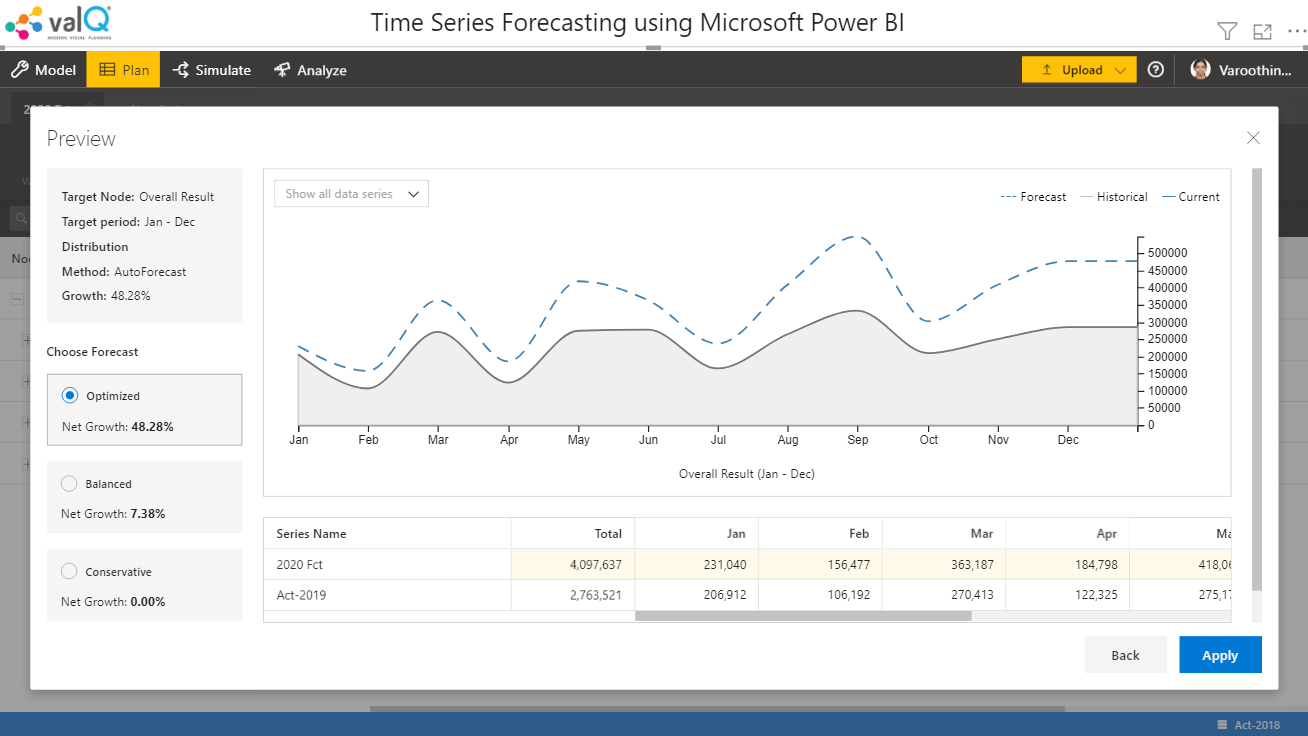 valQ®
MODERN VISUAL PLANNING
Time Series Forecasting using Microsoft Power BI
Model
Plan
Simulate
Analyze
Upload
Varoothin...
Preview
Target Node: Overall Result
Target period: Jan - Dec
Distribution
Method: AutoForecast
Growth: 48.28%
Choose Forecast
Optimized
Net Growth: 48.28%
Balanced
Net Growth: 7.38%
Conservative
Net Growth: 0.00%
Show all data series
Forecast Historical Current
500000
450000
400000
350000
300000
250000
200000
150000
100000
50000
0
Jan Feb Mar Apr May Jun Jul Aug Sep Oct Nov Dec
Overall Result (Jan - Dec)
Series Name Total Jan Feb Mar Apr Ma
2020 Fct 4,097,637 231,040 156,477 363,187 184,798 418,06
Act-2019 2,763,521 206,912 106,192 270,413 122,325 275,17
Back
Apply
Act-2018